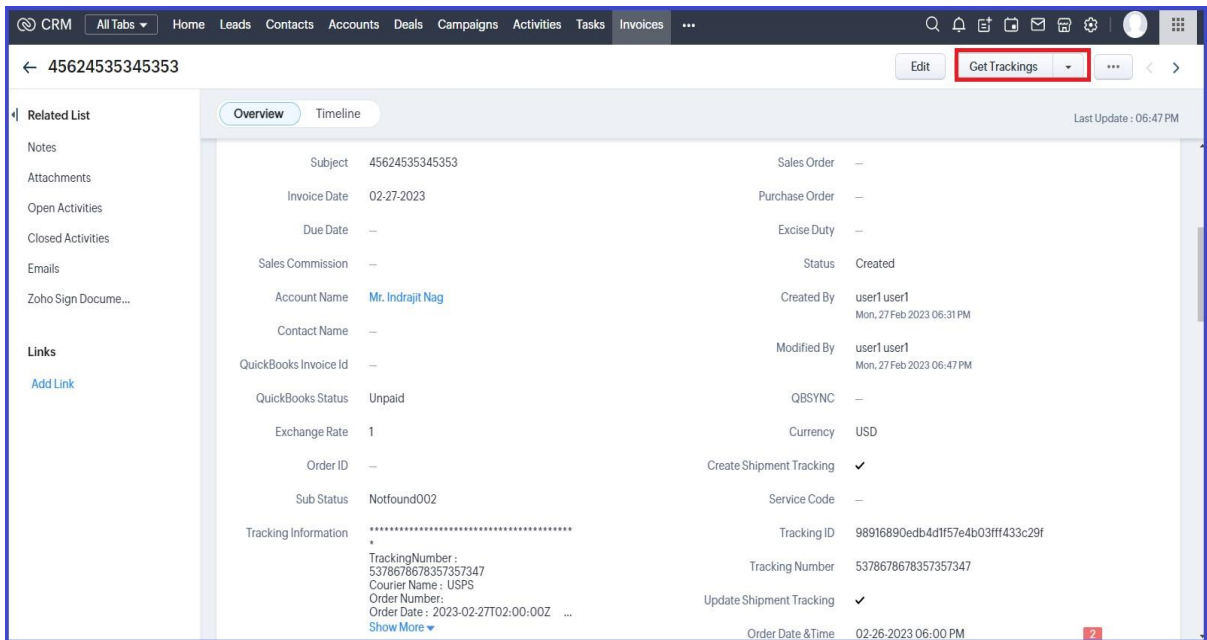 CRM All Tabs Home Leads Contacts Accounts Deals Campaigns Activities Tasks Invoices ...
← 45624535345353 Edit Get Trackings ... < >
Related List
Notes
Attachments
Open Activities
Closed Activities
Emails
Zoho Sign Docume...
Links
Add Link
Overview Timeline Last Update : 06:47 PM
Subject 45624535345353
Invoice Date 02-27-2023
Due Date —
Sales Commission —
Account Name Mr. Indrajit Nag
Contact Name —
QuickBooks Invoice Id —
QuickBooks Status Unpaid
Exchange Rate 1
Order ID —
Sub Status Notfound002
Tracking Information *****************************************
*
TrackingNumber :
5378678678357357347
Courier Name : USPS
Order Number:
Order Date : 2023-02-27T02:00:00Z ...
Show More
Sales Order —
Purchase Order —
Excise Duty —
Status Created
Created By user1 user1
Mon, 27 Feb 2023 06:31 PM
Modified By user1 user1
Mon, 27 Feb 2023 06:47 PM
QBSYNC —
Currency USD
Create Shipment Tracking ✓
Service Code —
Tracking ID 98916890edb4d1f57e4b03fff433c29f
Tracking Number 5378678678357357347
Update Shipment Tracking ✓
Order Date &Time 02-26-2023 06:00 PM
2